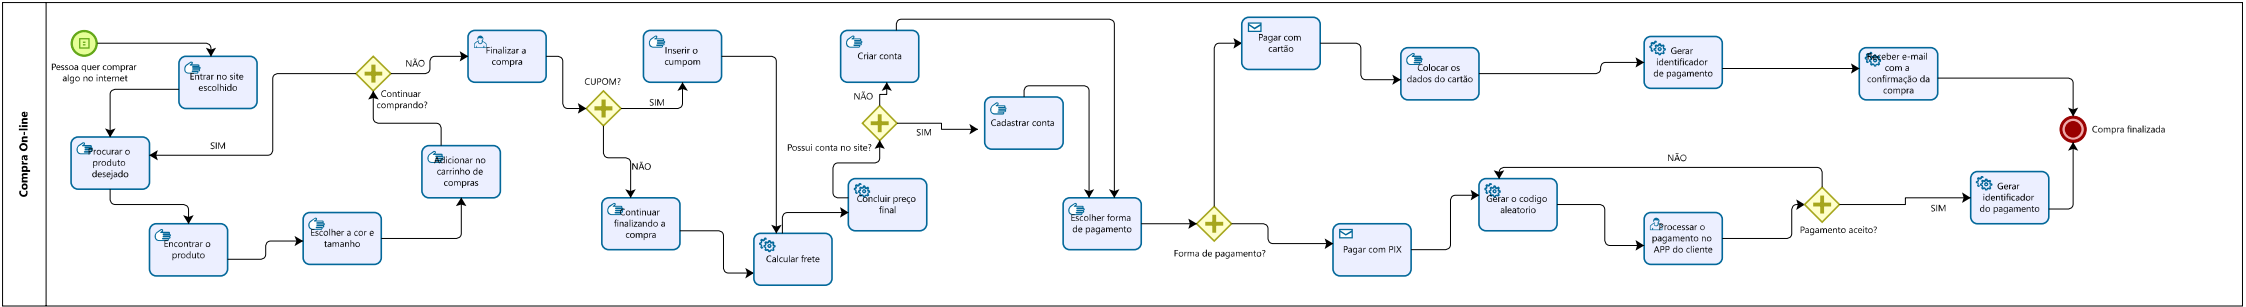 Compra On-line
Pessoa quer comprar
algo no internet
Entrar no site
escolhido
Procurar o
produto
desejado
Encontrar o
produto
Escolher a cor e
tamanho
Adicionar no
carrinho de
compras
Continuar
comprando?
SIM
NÃO
Finalizar a
compra
CUPOM?
SIM
NÃO
Inserir o
cumpom
Continuar
finalizando a
compra
Calcular frete
Concluir preço
final
Possui conta no site?
NÃO
SIM
Criar conta
Cadastrar conta
Escolher forma
de pagamento
Forma de pagamento?
Pagar com
cartão
Colocar os
dados do cartão
Gerar
identificador
de pagamento
Receber e-mail
com a
confirmação da
compra
Pagar com PIX
Gerar o codigo
aleatorio
Processar o
pagamento no
APP do cliente
NÃO
Pagamento aceito?
SIM
Gerar
identificador
do pagamento
Compra finalizada